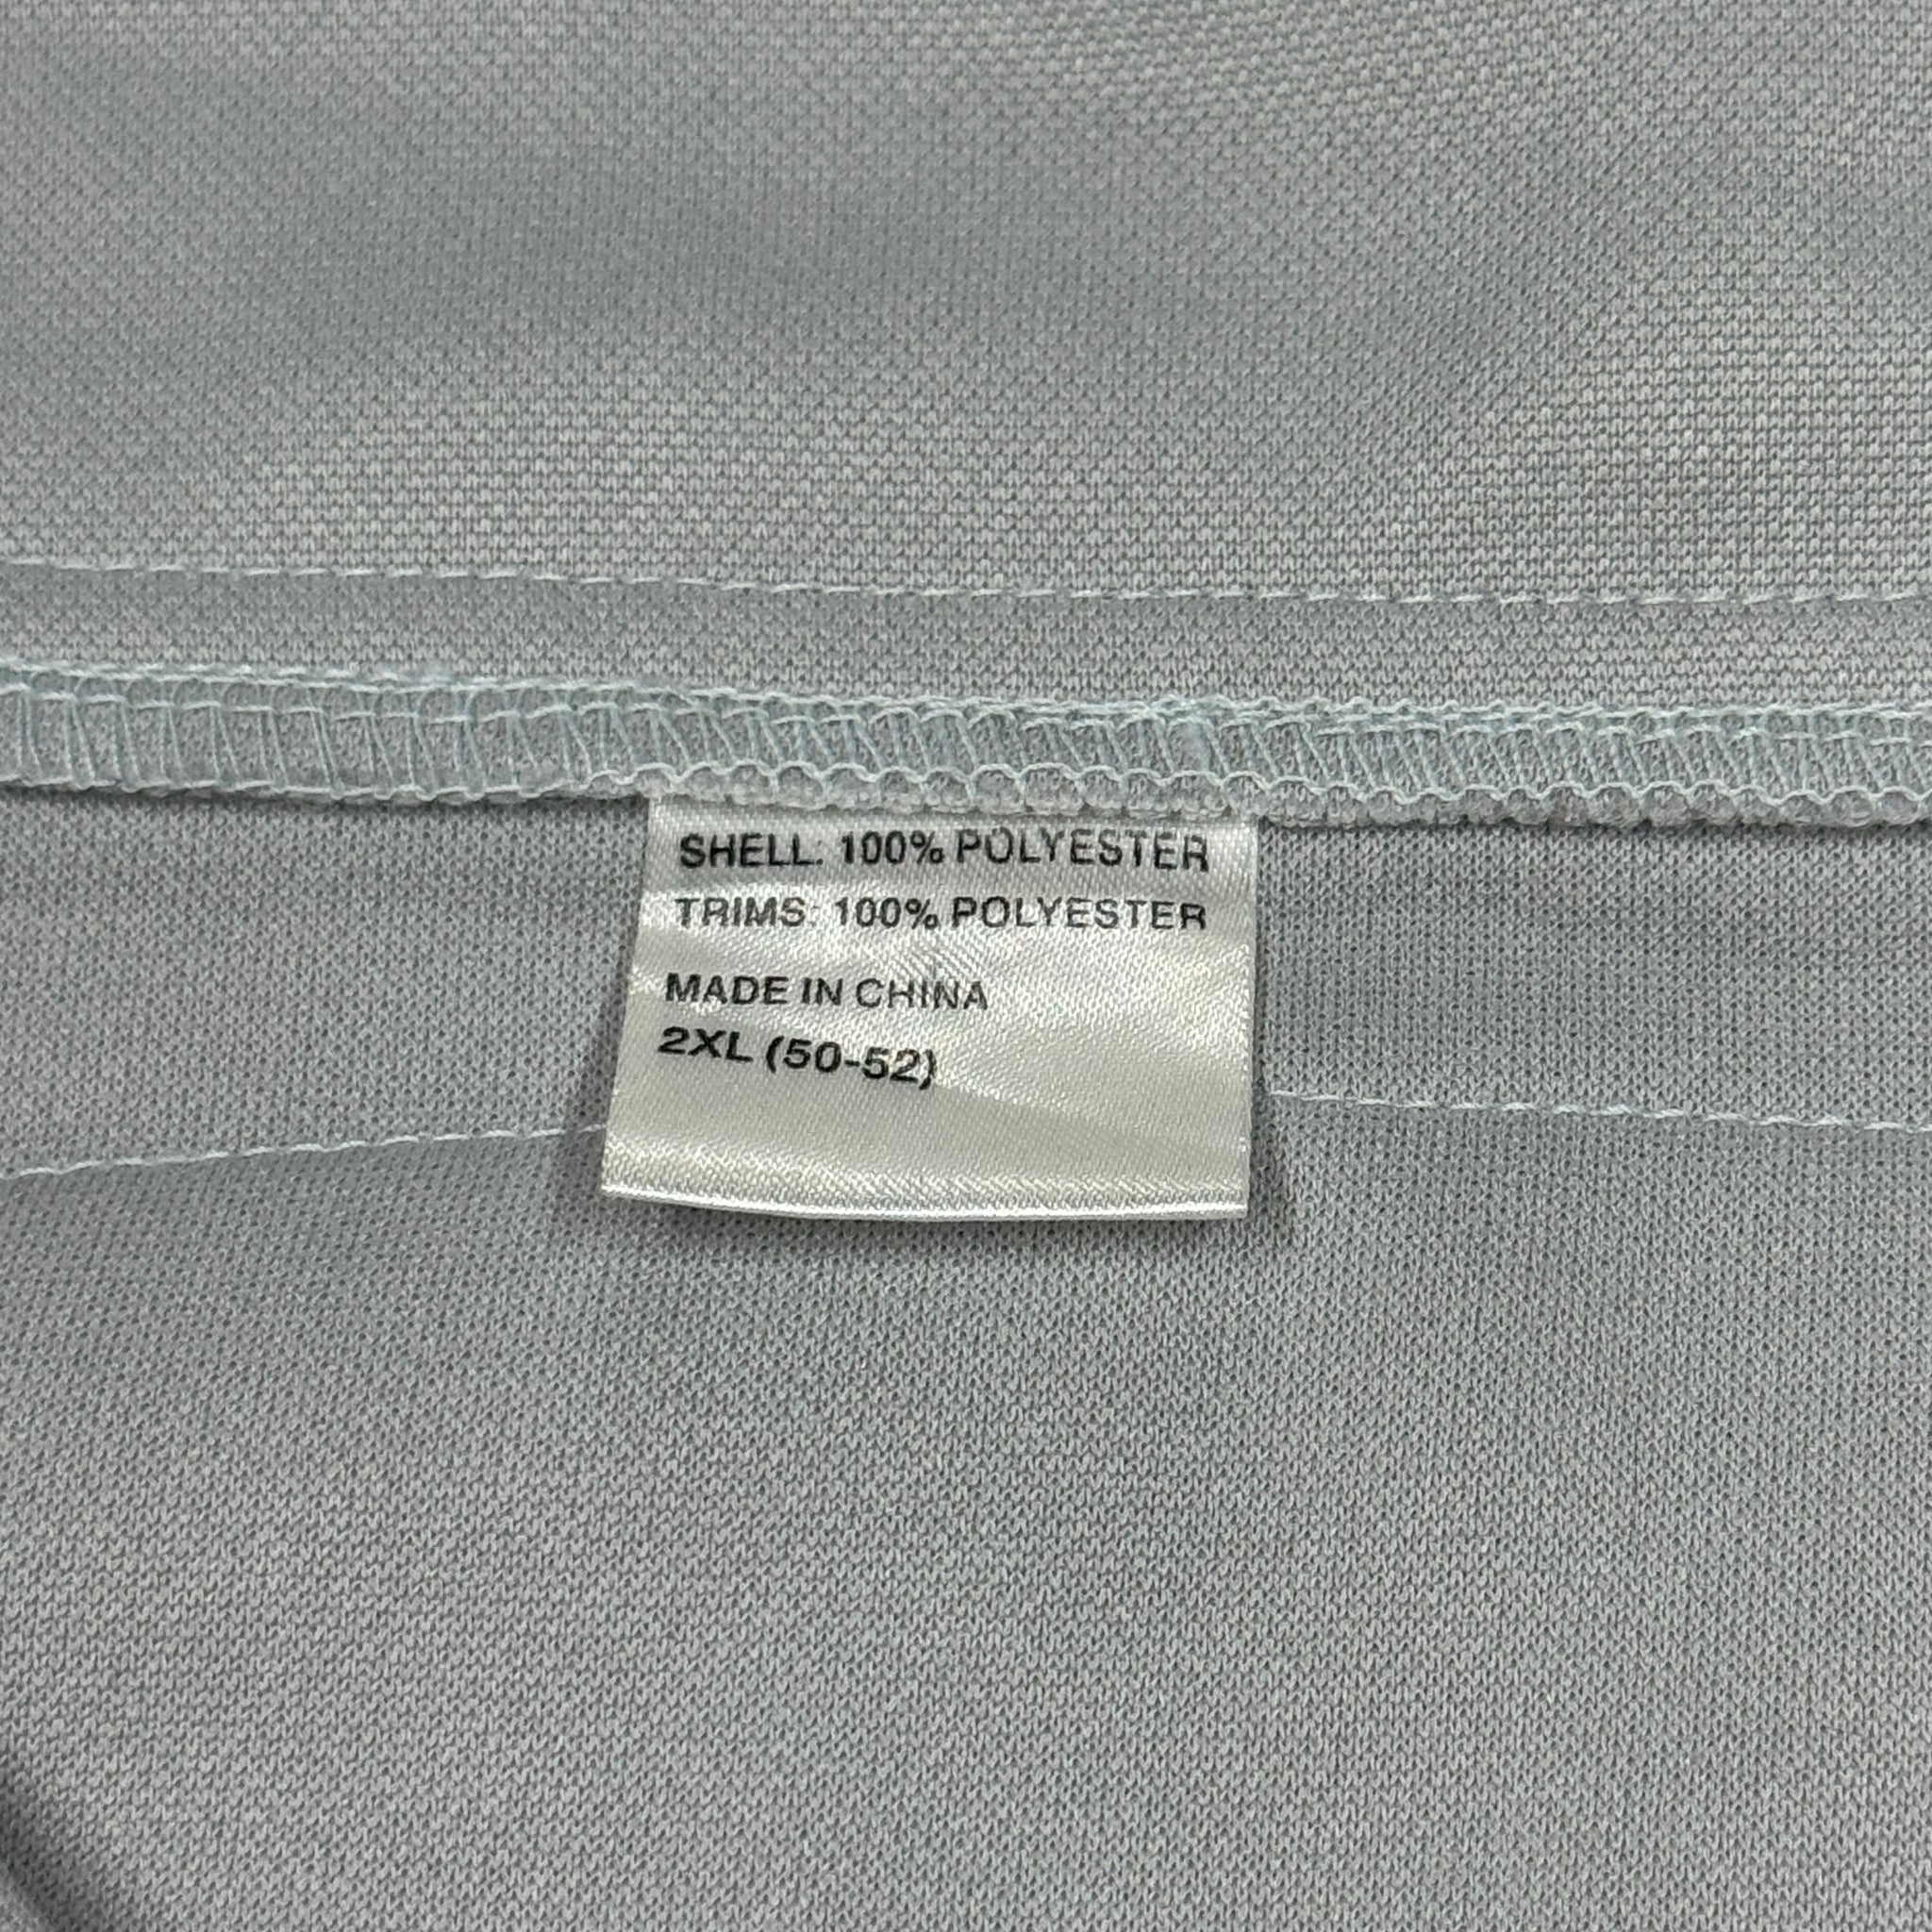 SHELL: 100% POLYESTER
TRIMS: 100% POLYESTER
MADE IN CHINA
2XL (50-52)